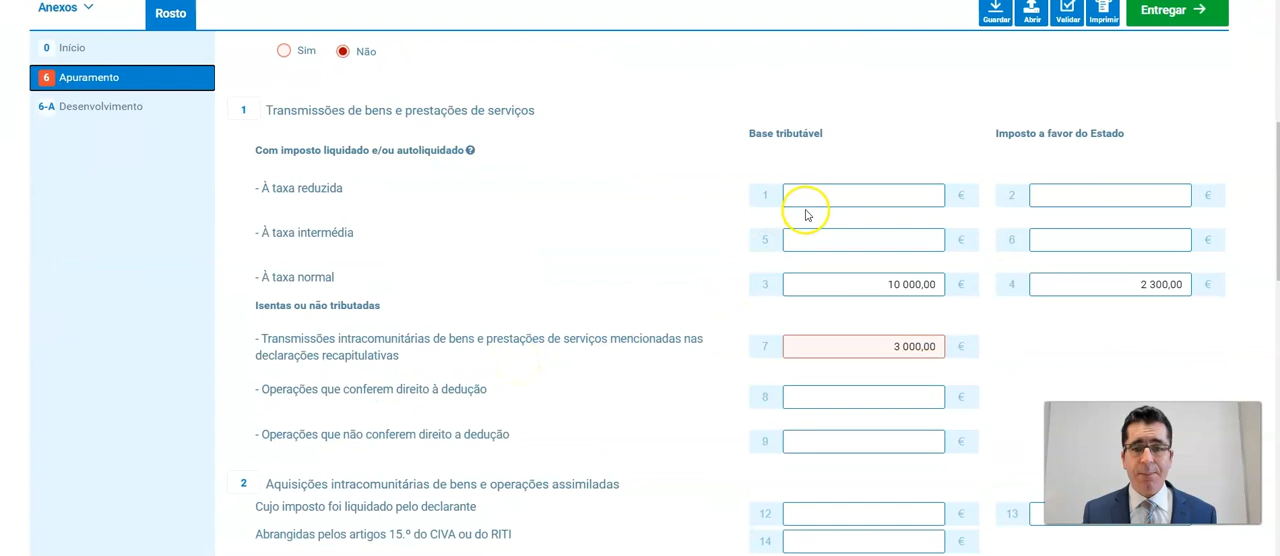 Anexos
Rosto
Guardar
Abrir
Validar
Imprimir
Entregar
0 Início
6 Apuramento
6-A Desenvolvimento
Sim
Não
1 Transmissões de bens e prestações de serviços
Base tributável
Imposto a favor do Estado
Com imposto liquidado e/ou autoliquidado
- À taxa reduzida
1 €
2 €
- À taxa intermédia
5 €
6 €
- À taxa normal
3 10 000,00 €
4 2 300,00 €
Isentas ou não tributadas
- Transmissões intracomunitárias de bens e prestações de serviços mencionadas nas
declarações recapitulativas
7 3 000,00 €
- Operações que conferem direito à dedução
8 €
- Operações que não conferem direito a dedução
9 €
2 Aquisições intracomunitárias de bens e operações assimiladas
Cujo imposto foi liquidado pelo declarante
12 €
13
Abrangidas pelos artigos 15.º do CIVA ou do RITI
14 €